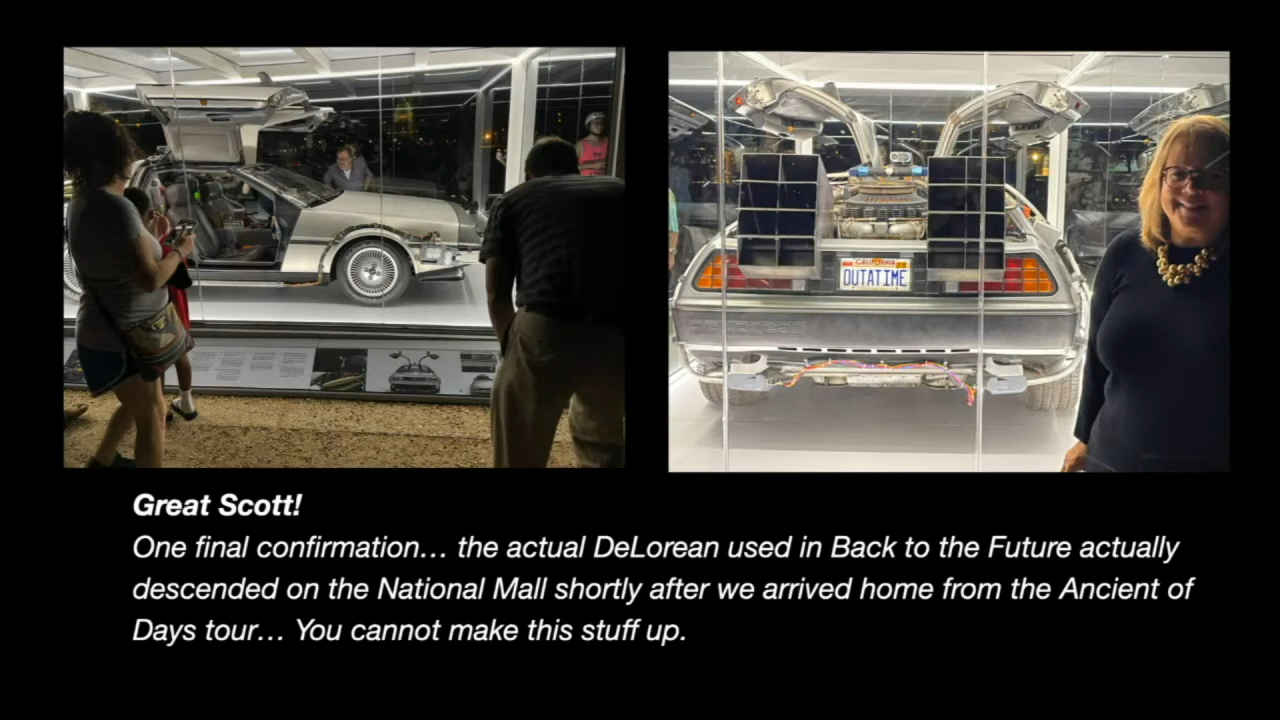 CALIFORNIA
OUTATIME
Great Scott!
One final confirmation… the actual DeLorean used in Back to the Future actually
descended on the National Mall shortly after we arrived home from the Ancient of
Days tour… You cannot make this stuff up.